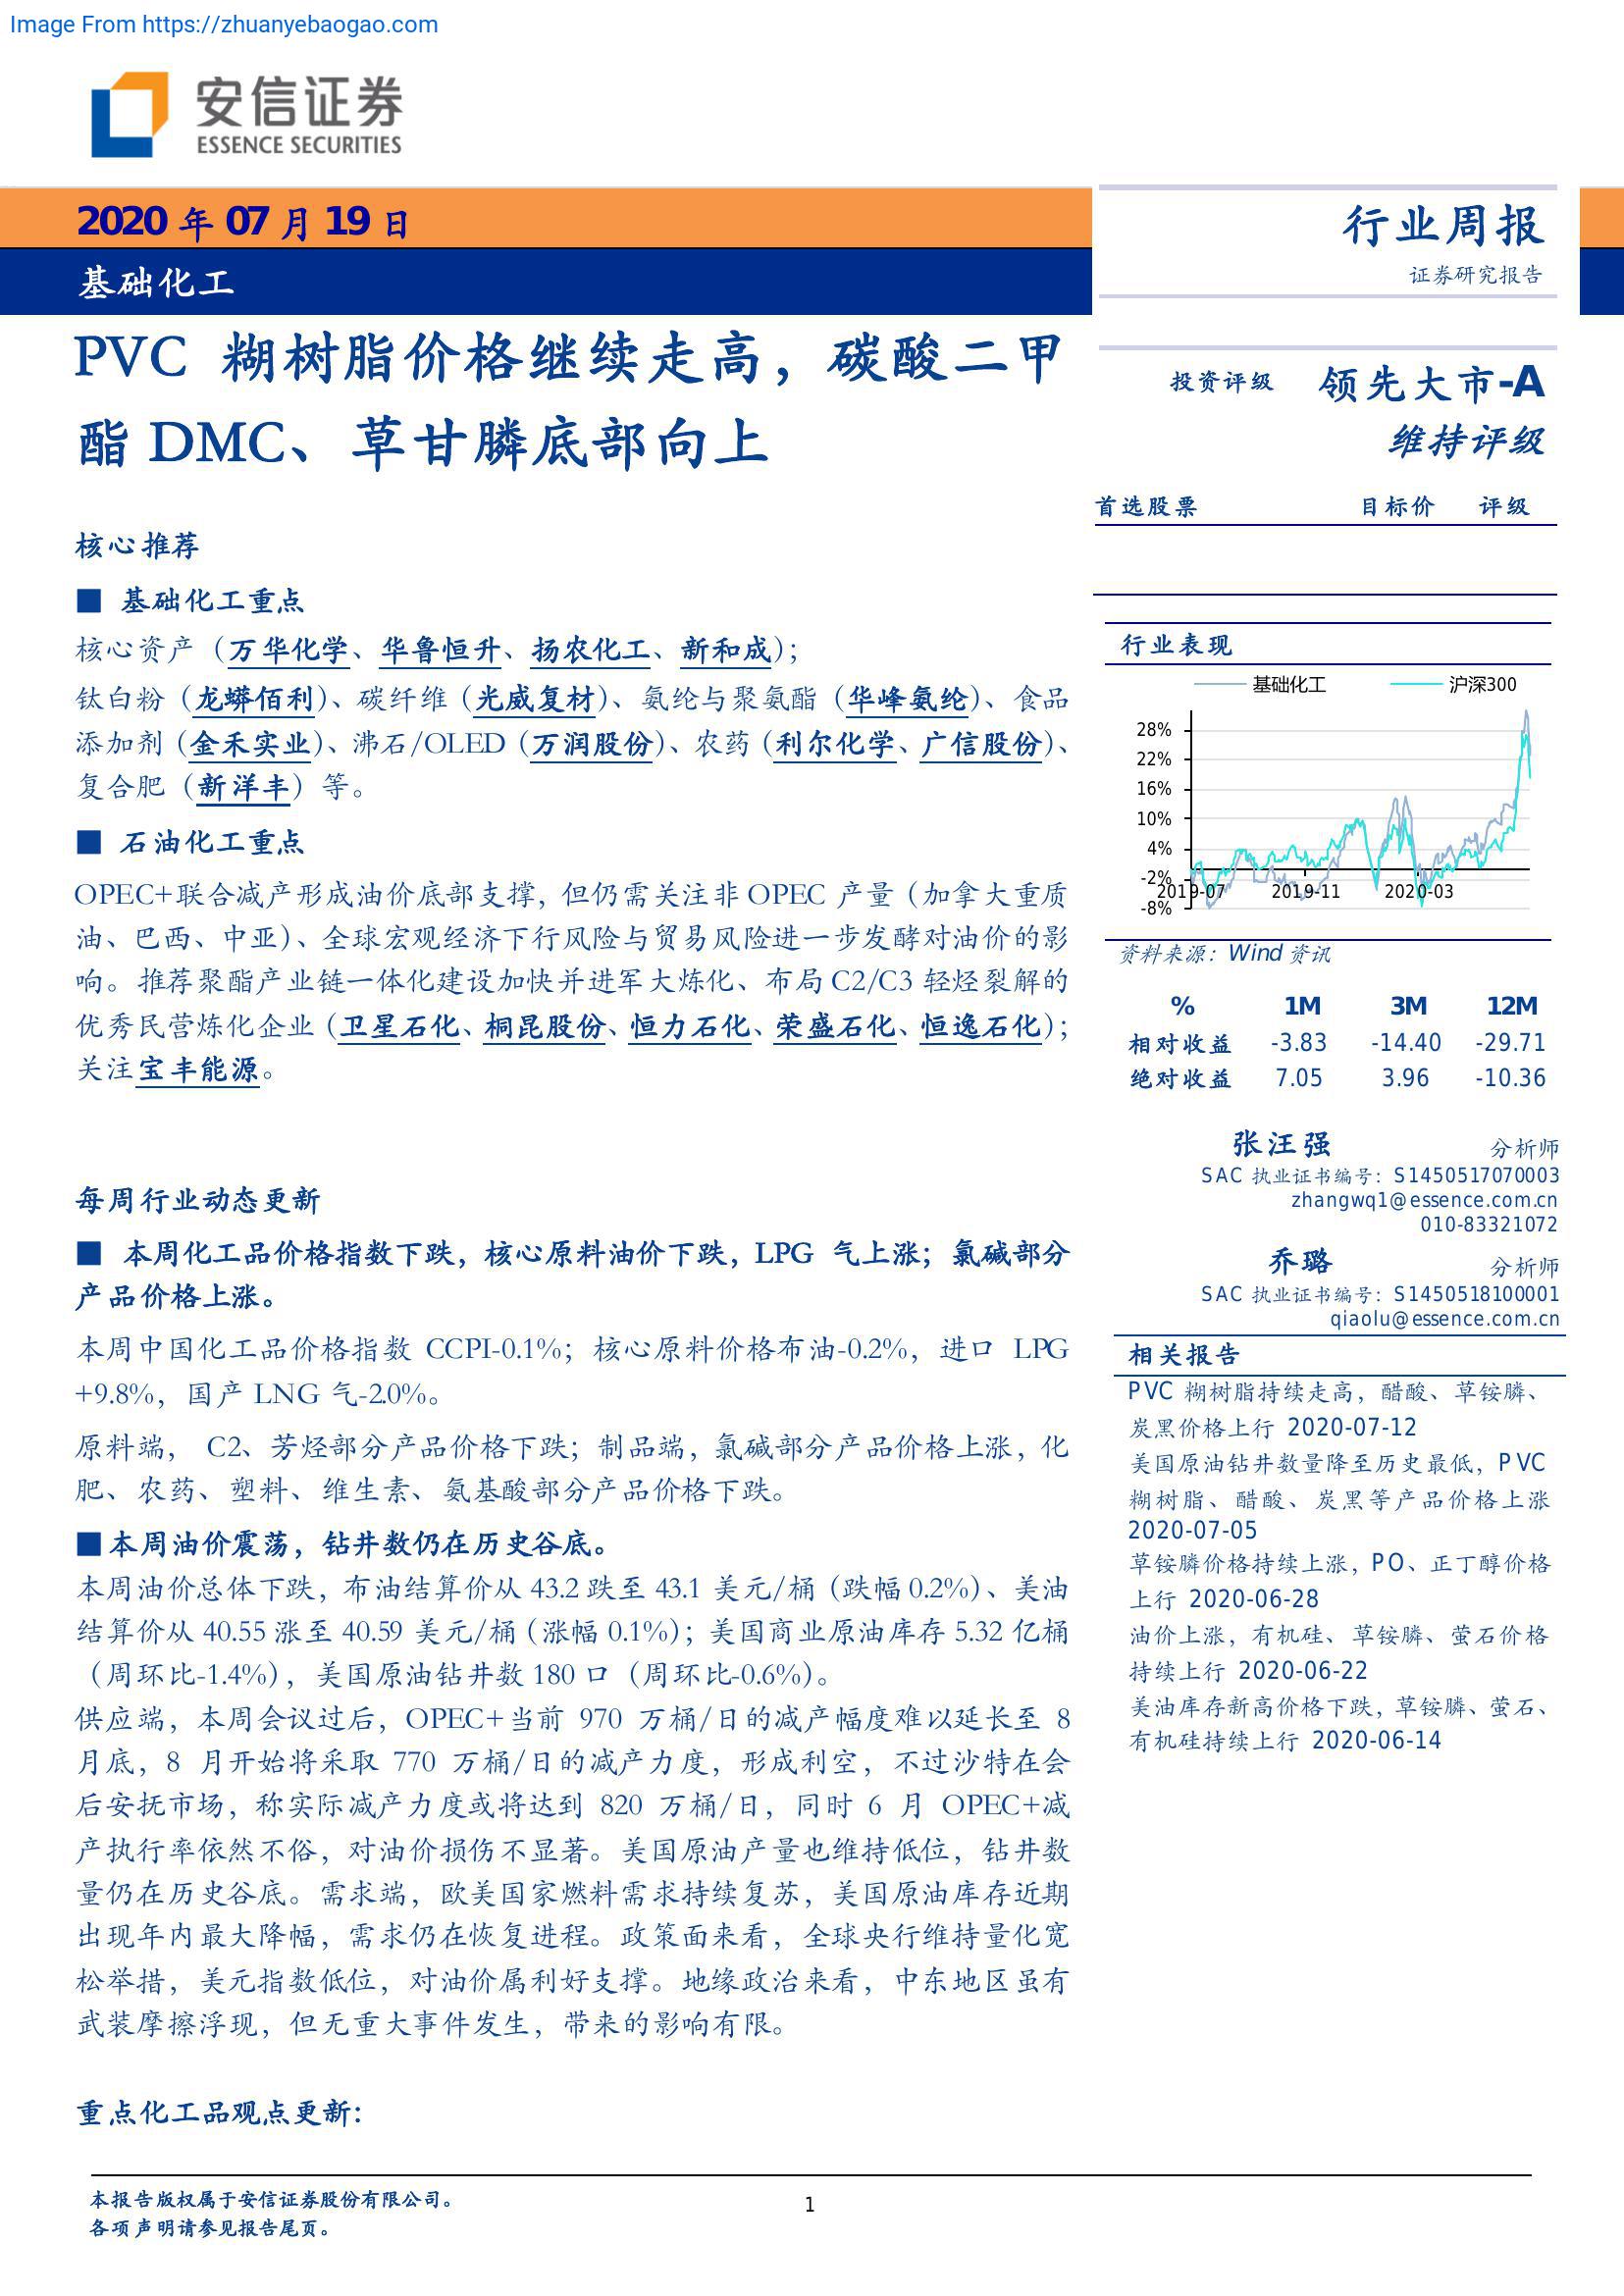 Image From https://zhuanyebaogao.com
安信证券
ESSENCE SECURITIES
2020 年 07 月 19 日
基础化工
PVC 糊树脂价格继续走高，碳酸二甲
酯 DMC、草甘膦底部向上
核心推荐
■ 基础化工重点
核心资产（万华化学、华鲁恒升、扬农化工、新和成）；
钛白粉（龙蟒佰利）、碳纤维（光威复材）、氨纶与聚氨酯（华峰氨纶）、食品
添加剂（金禾实业）、沸石/OLED（万润股份）、农药（利尔化学、广信股份）、
复合肥（新洋丰）等。
■ 石油化工重点
OPEC+联合减产形成油价底部支撑，但仍需关注非 OPEC 产量（加拿大重质
油、巴西、中亚）、全球宏观经济下行风险与贸易风险进一步发酵对油价的影
响。推荐聚酯产业链一体化建设加快并进军大炼化、布局 C2/C3 轻烃裂解的
优秀民营炼化企业（卫星石化、桐昆股份、恒力石化、荣盛石化、恒逸石化）；
关注宝丰能源。
每周行业动态更新
■ 本周化工品价格指数下跌，核心原料油价下跌，LPG 气上涨；氯碱部分
产品价格上涨。
本周中国化工品价格指数 CCPI-0.1%；核心原料价格布油-0.2%，进口 LPG
+9.8%，国产 LNG 气-2.0%。
原料端， C2、芳烃部分产品价格下跌；制品端，氯碱部分产品价格上涨，化
肥、农药、塑料、维生素、氨基酸部分产品价格下跌。
■ 本周油价震荡，钻井数仍在历史谷底。
本周油价总体下跌，布油结算价从 43.2 跌至 43.1 美元/桶（跌幅 0.2%）、美油
结算价从 40.55 涨至 40.59 美元/桶（涨幅 0.1%）；美国商业原油库存 5.32 亿桶
（周环比-1.4%），美国原油钻井数 180 口（周环比-0.6%）。
供应端，本周会议过后，OPEC+当前 970 万桶/日的减产幅度难以延长至 8
月底，8 月开始将采取 770 万桶/日的减产力度，形成利空，不过沙特在会
后安抚市场，称实际减产力度或将达到 820 万桶/日，同时 6 月 OPEC+减
产执行率依然不俗，对油价损伤不显著。美国原油产量也维持低位，钻井数
量仍在历史谷底。需求端，欧美国家燃料需求持续复苏，美国原油库存近期
出现年内最大降幅，需求仍在恢复进程。政策面来看，全球央行维持量化宽
松举措，美元指数低位，对油价属利好支撑。地缘政治来看，中东地区虽有
武装摩擦浮现，但无重大事件发生，带来的影响有限。
重点化工品观点更新：
行业周报
证券研究报告
投资评级 领先大市-A
维持评级
首选股票 目标价 评级
行业表现
基础化工 沪深300
28%
22%
16%
10%
4%
-2%
-8%
2019-07 2019-11 2020-03
资料来源：Wind 资讯
% 1M 3M 12M
相对收益 -3.83 -14.40 -29.71
绝对收益 7.05 3.96 -10.36
张汪强 分析师
SAC 执业证书编号：S1450517070003
zhangwq1@essence.com.cn
010-83321072
乔璐 分析师
SAC 执业证书编号：S1450518100001
qiaolu@essence.com.cn
相关报告
PVC 糊树脂持续走高，醋酸、草铵膦、
炭黑价格上行 2020-07-12
美国原油钻井数量降至历史最低，PVC
糊树脂、醋酸、炭黑等产品价格上涨
2020-07-05
草铵膦价格持续上涨，PO、正丁醇价格
上行 2020-06-28
油价上涨，有机硅、草铵膦、萤石价格
持续上行 2020-06-22
美油库存新高价格下跌，草铵膦、萤石、
有机硅持续上行 2020-06-14
本报告版权属于安信证券股份有限公司。
各项声明请参见报告尾页。
1